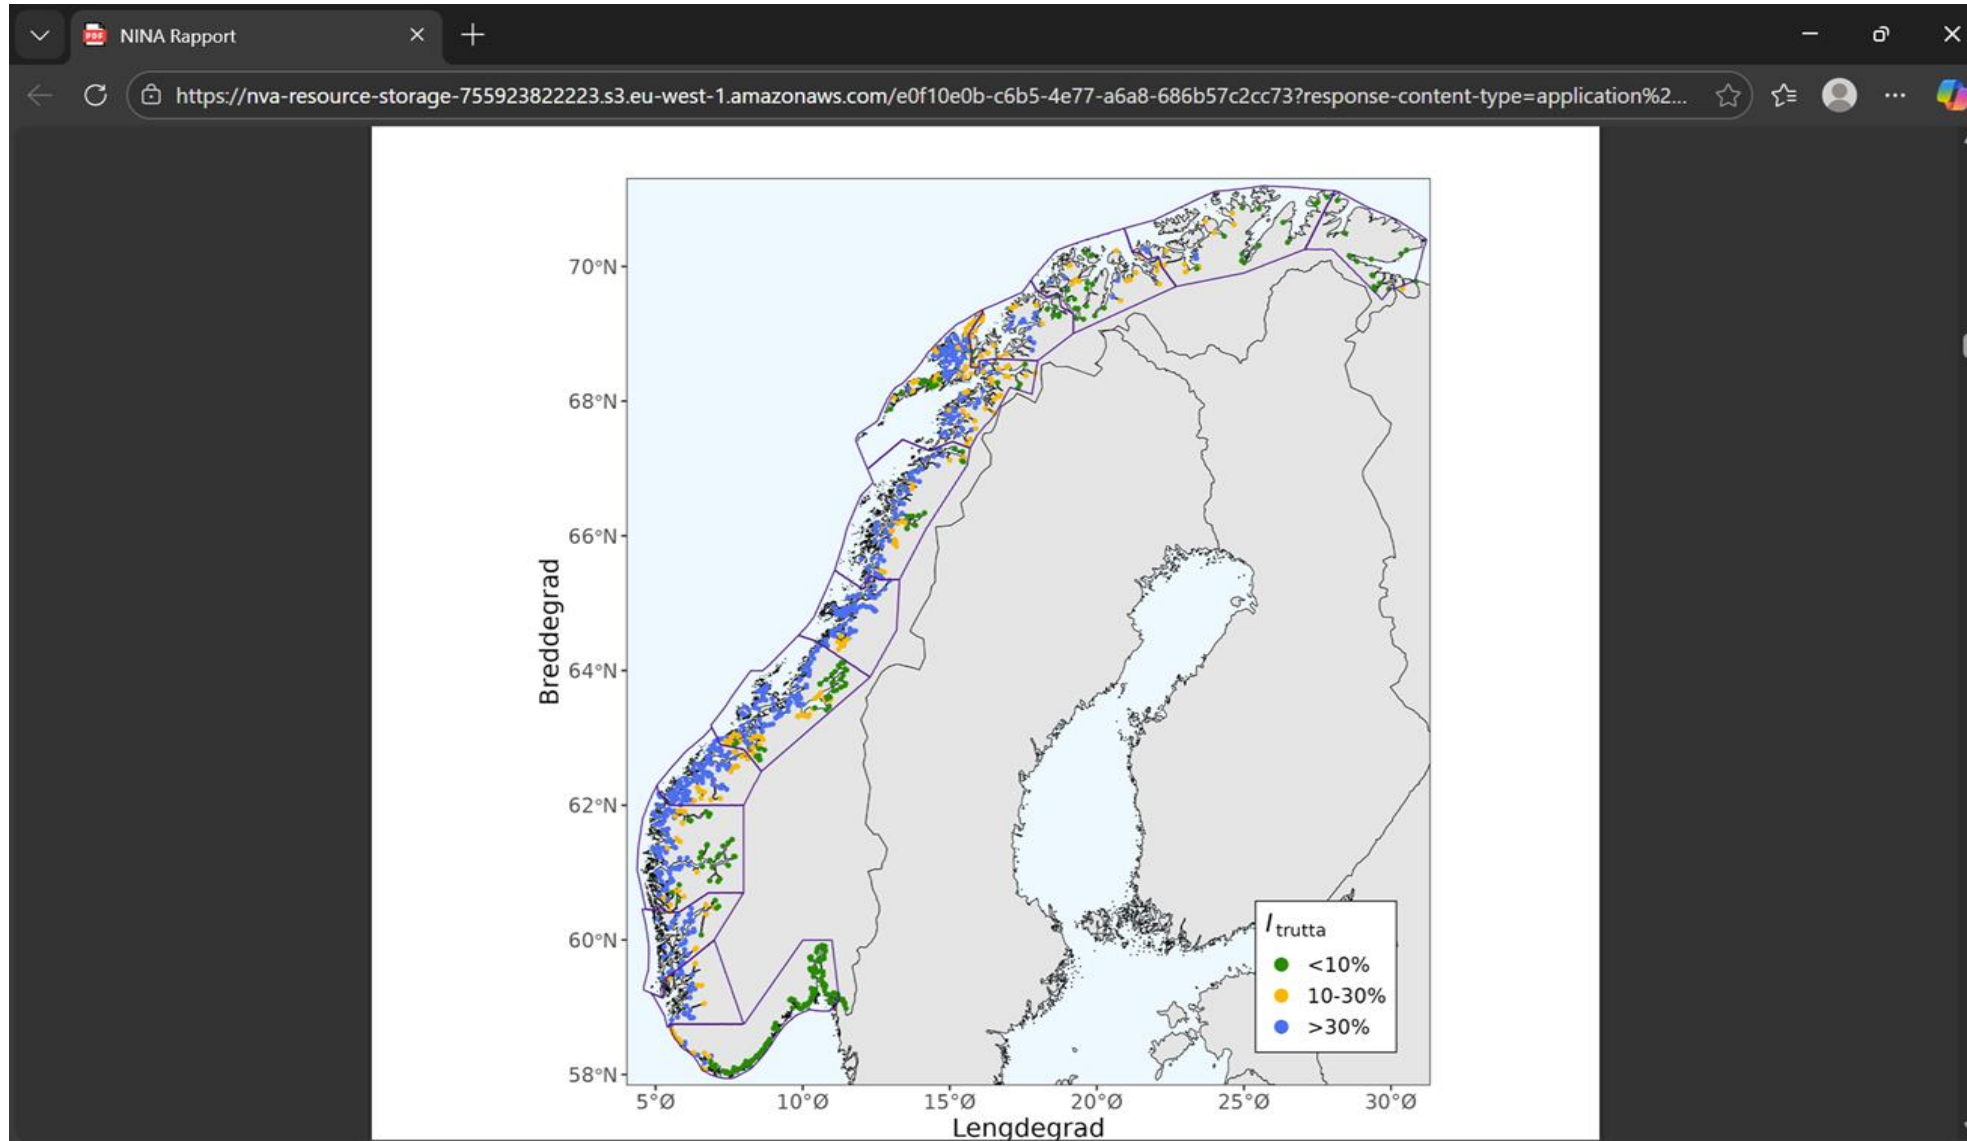 NINA Rapport
https://nva-resource-storage-755923822223.s3.eu-west-1.amazonaws.com/e0f10e0b-c6b5-4e77-a6a8-686b57c2cc73?response-content-type=application%2...
70°N
68°N
66°N
64°N
62°N
60°N
58°N
Breddegrad
I trutta
<10%
10-30%
>30%
5°Ø 10°Ø 15°Ø 20°Ø 25°Ø 30°Ø
Lengdegrad